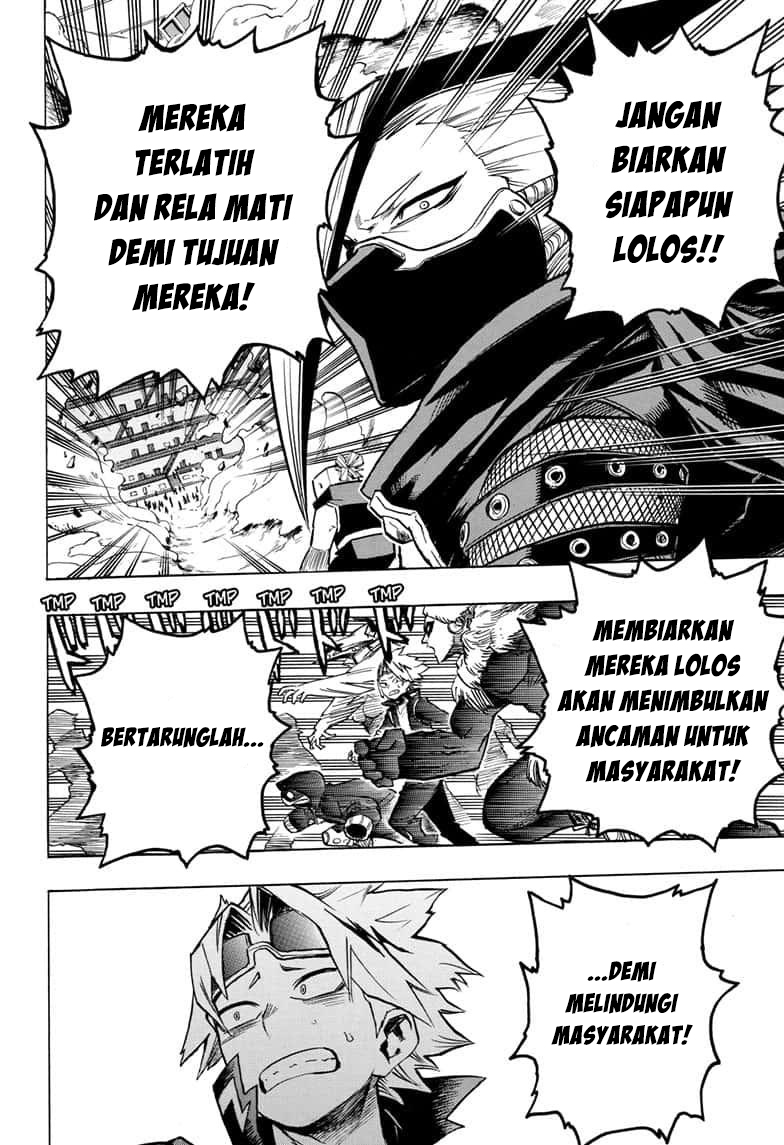 JANGAN
BIARKAN
SIAPAPUN
LOLOS!!
MEREKA
TERLATIH
DAN RELA MATI
DEMI TUJUAN
MEREKA!
TMP TMP TMP TMP TMP TMP TMP
MEMBIARKAN
MEREKA LOLOS
AKAN MENIMBULKAN
ANCAMAN UNTUK
MASYARAKAT!
BERTARUNGLAH...
...DEMI
MELINDUNGI
MASYARAKAT!